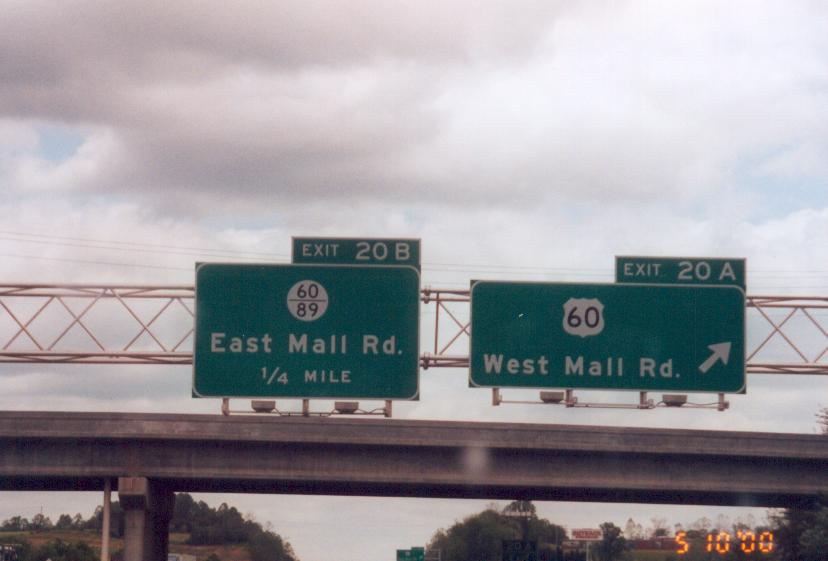 EXIT 20 B
60
89
East Mall Rd.
1/4 MILE
EXIT 20 A
60
West Mall Rd.
5 10 '00